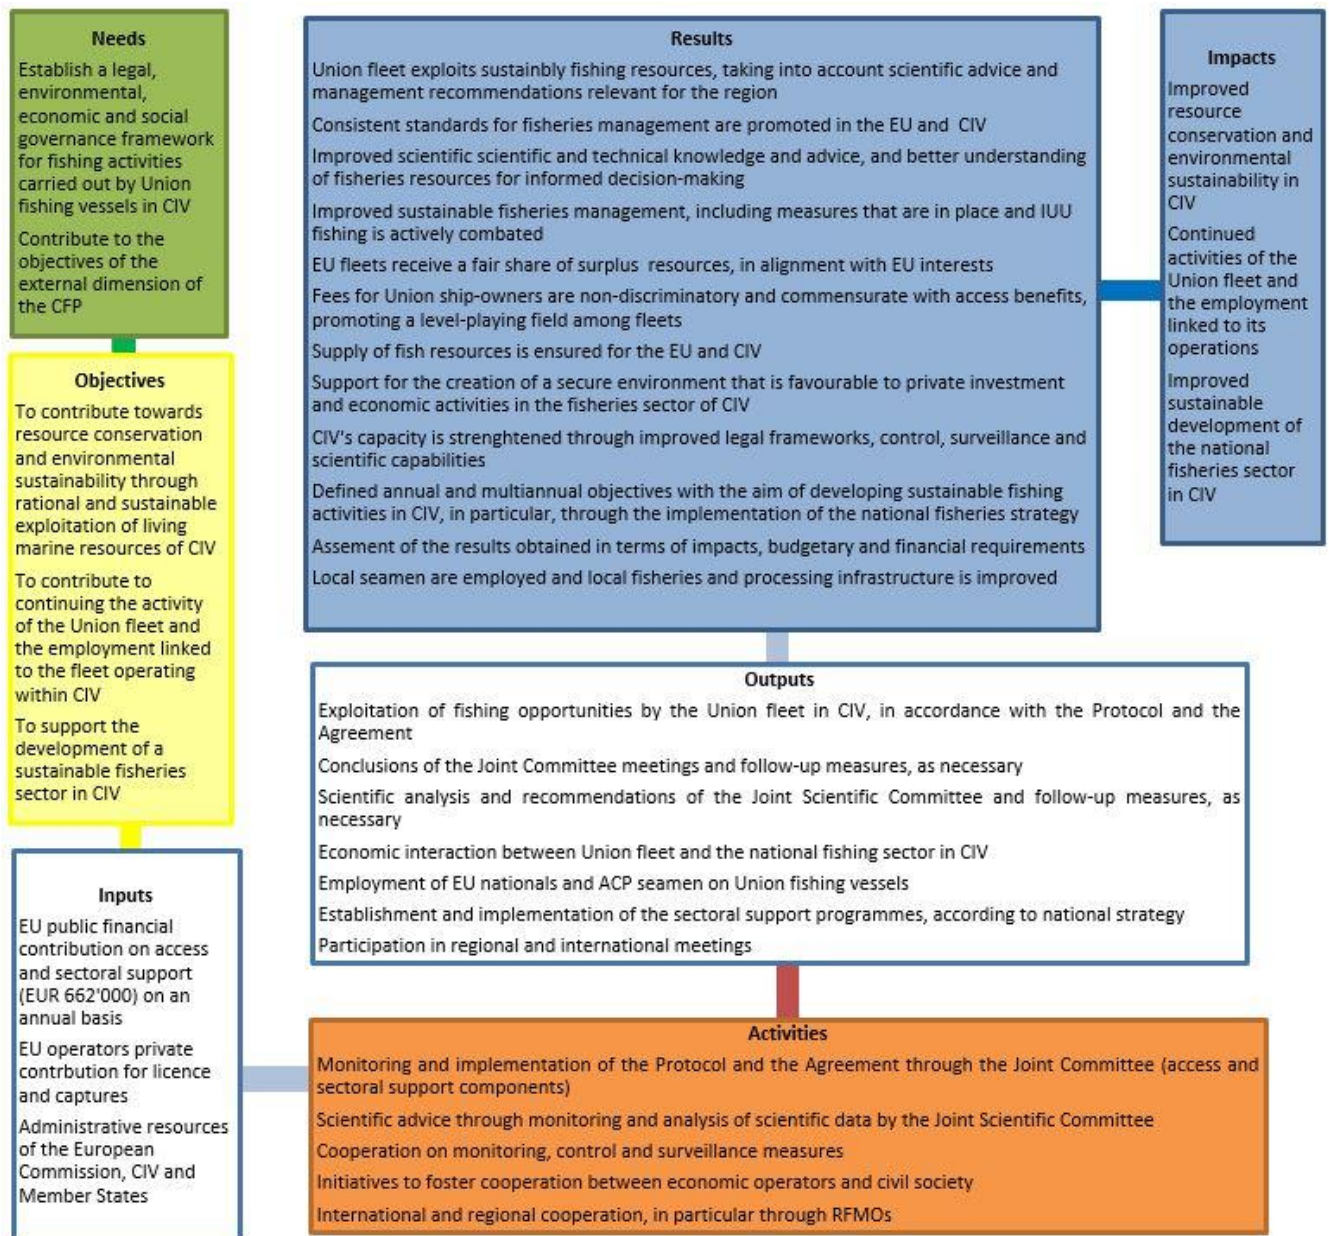 Needs
Establish a legal,
environmental,
economic and social
governance framework
for fishing activities
carried out by Union
fishing vessels in CIV
Contribute to the
objectives of the
external dimension of
the CFP
Objectives
To contribute towards
resource conservation
and environmental
sustainability through
rational and sustainable
exploitation of living
marine resources of CIV
To contribute to
continuing the activity
of the Union fleet and
the employment linked
to the fleet operating
within CIV
To support the
development of a
sustainable fisheries
sector in CIV
Inputs
EU public financial
contribution on access
and sectoral support
(EUR 662'000) on an
annual basis
EU operators private
contrbution for licence
and captures
Administrative resources
of the European
Commission, CIV and
Member States
Results
Union fleet exploits sustainbly fishing resources, taking into account scientific advice and
management recommendations relevant for the region
Consistent standards for fisheries management are promoted in the EU and CIV
Improved scientific scientific and technical knowledge and advice, and better understanding
of fisheries resources for informed decision-making
Improved sustainable fisheries management, including measures that are in place and IUU
fishing is actively combated
EU fleets receive a fair share of surplus resources, in alignment with EU interests
Fees for Union ship-owners are non-discriminatory and commensurate with access benefits,
promoting a level-playing field among fleets
Supply of fish resources is ensured for the EU and CIV
Support for the creation of a secure environment that is favourable to private investment
and economic activities in the fisheries sector of CIV
CIV's capacity is strenghtened through improved legal frameworks, control, surveillance and
scientific capabilities
Defined annual and multiannual objectives with the aim of developing sustainable fishing
activities in CIV, in particular, through the implementation of the national fisheries strategy
Assement of the results obtained in terms of impacts, budgetary and financial requirements
Local seamen are employed and local fisheries and processing infrastructure is improved
Impacts
Improved
resource
conservation and
environmental
sustainability in
CIV
Continued
activities of the
Union fleet and
the employment
linked to its
operations
Improved
sustainable
development of
the national
fisheries sector
in CIV
Outputs
Exploitation of fishing opportunities by the Union fleet in CIV, in accordance with the Protocol and the
Agreement
Conclusions of the Joint Committee meetings and follow-up measures, as necessary
Scientific analysis and recommendations of the Joint Scientific Committee and follow-up measures, as
necessary
Economic interaction between Union fleet and the national fishing sector in CIV
Employment of EU nationals and ACP seamen on Union fishing vessels
Establishment and implementation of the sectoral support programmes, according to national strategy
Participation in regional and international meetings
Activities
Monitoring and implementation of the Protocol and the Agreement through the Joint Committee (access and
sectoral support components)
Scientific advice through monitoring and analysis of scientific data by the Joint Scientific Committee
Cooperation on monitoring, control and surveillance measures
Initiatives to foster cooperation between economic operators and civil society
International and regional cooperation, in particular through RFMOs